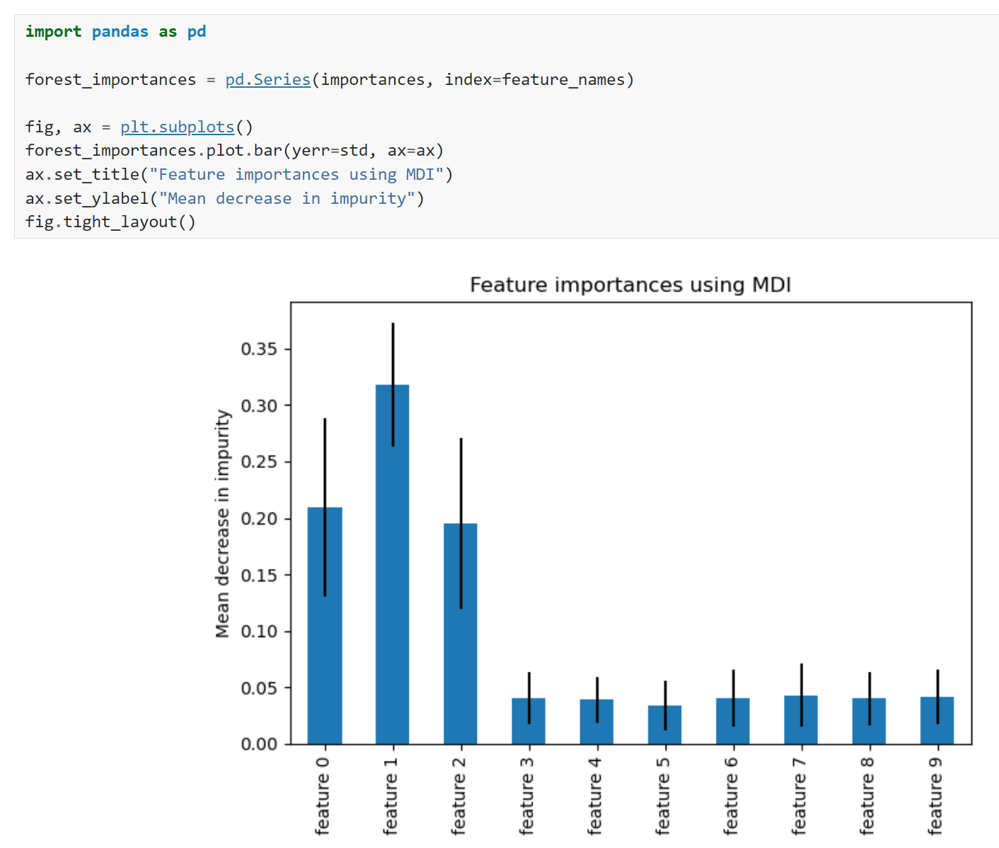 import pandas as pd
forest_importances = pd.Series(importances, index=feature_names)
fig, ax = plt.subplots()
forest_importances.plot.bar(yerr=std, ax=ax)
ax.set_title("Feature importances using MDI")
ax.set_ylabel("Mean decrease in impurity")
fig.tight_layout()
Feature importances using MDI
Mean decrease in impurity
0.35
0.30
0.25
0.20
0.15
0.10
0.05
0.00
feature 0
feature 1
feature 2
feature 3
feature 4
feature 5
feature 6
feature 7
feature 8
feature 9